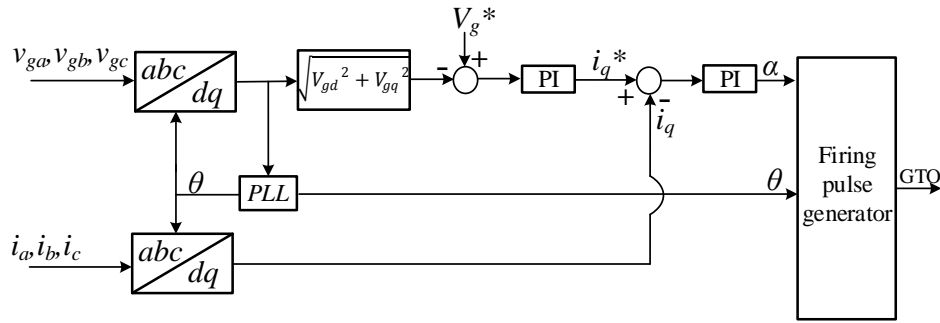 v_ga,v_gb,v_gc
abc
dq
√V_gd² + V_gq²
-
V_g*
+
PI
i_q*
+
-
i_q
PI
α
θ
PLL
θ
Firing
pulse
generator
GTO
i_a,i_b,i_c
abc
dq